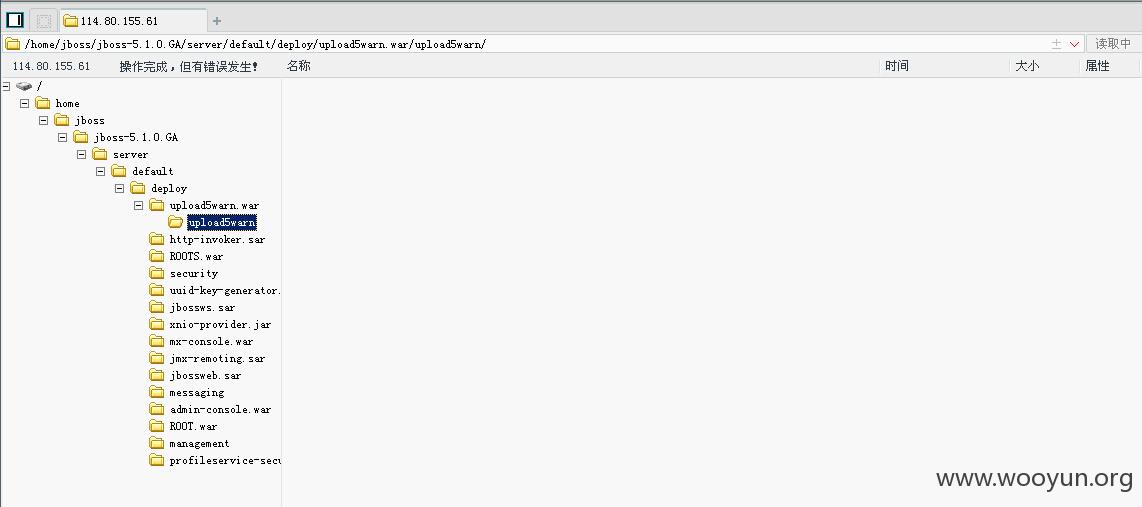 114.80.155.61
/home/jboss/jboss-5.1.0.GA/server/default/deploy/upload5warn.war/upload5warn/
读取中
114.80.155.61 操作完成，但有错误发生！ 名称 时间 大小 属性
/
home
jboss
jboss-5.1.0.GA
server
default
deploy
upload5warn.war
upload5warn
http-invoker.sar
ROOTS.war
security
uuid-key-generator.
jbossws.sar
xnio-provider.jar
mx-console.war
jmx-remoting.sar
jbossweb.sar
messaging
admin-console.war
ROOT.war
management
profileservice-secu
www.wooyun.org